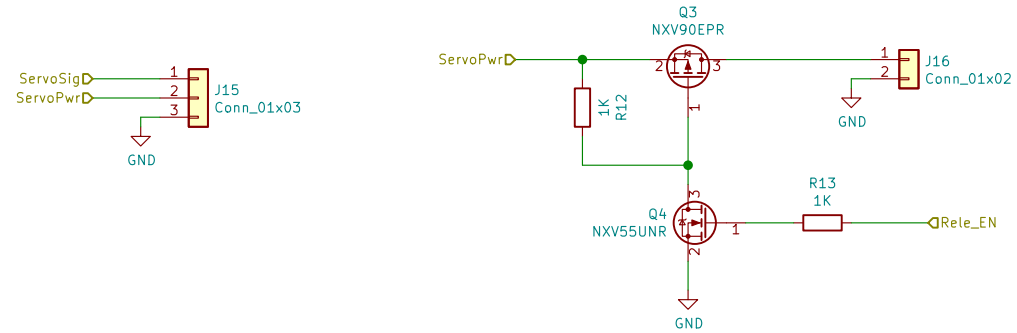 Q3
NXV90EPR
ServoPwr
2
3
1
1K
R12
1
2
J16
Conn_01x02
GND
ServoSig
ServoPwr
1
2
3
J15
Conn_01x03
GND
R13
1K
Q4
NXV55UNR
3
1
2
Rele_EN
GND